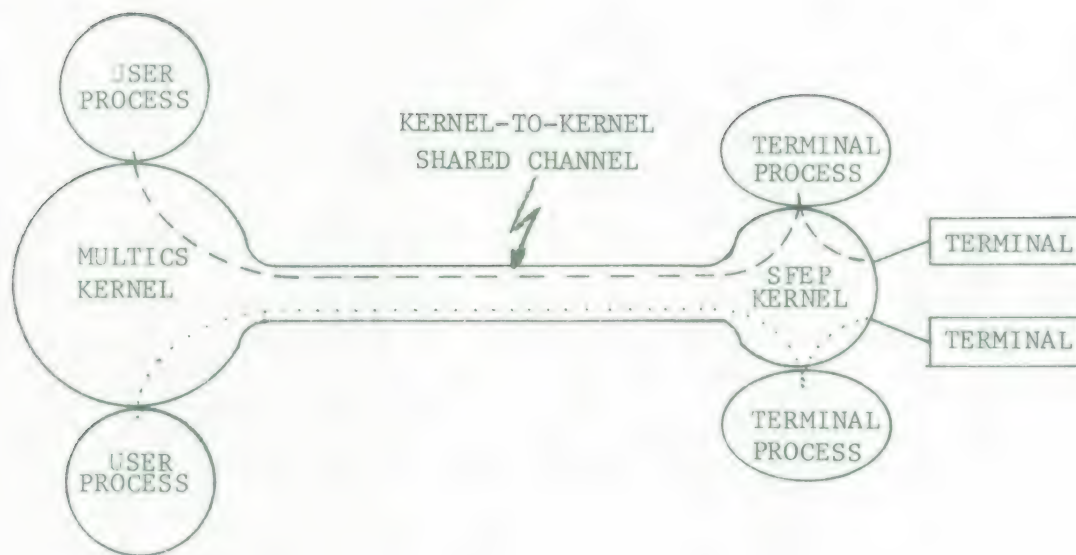 USER
PROCESS
KERNEL-TO-KERNEL
SHARED CHANNEL
TERMINAL
PROCESS
MULTICS
KERNEL
SFEP
KERNEL
TERMINAL
TERMINAL
USER
PROCESS
TERMINAL
PROCESS